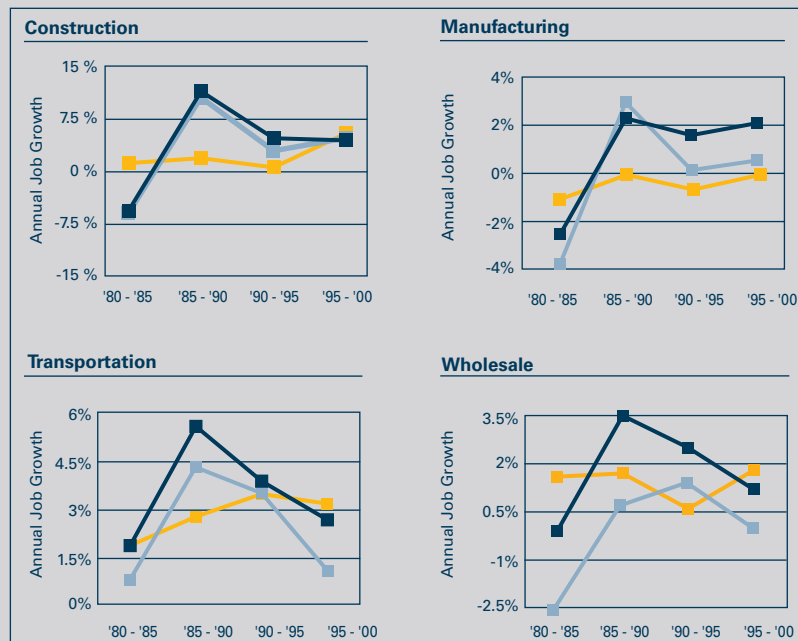 Construction
Annual Job Growth
15 %
7.5 %
0 %
-7.5 %
-15 %
'80 - '85 '85 - '90 '90 - '95 '95 - '00
Manufacturing
Annual Job Growth
4%
2%
0%
-2%
-4%
'80 - '85 '85 - '90 '90 - '95 '95 - '00
Transportation
Annual Job Growth
6%
4.5%
3%
1.5%
0%
'80 - '85 '85 - '90 '90 - '95 '95 - '00
Wholesale
Annual Job Growth
3.5%
2%
0.5%
-1%
-2.5%
'80 - '85 '85 - '90 '90 - '95 '95 - '00